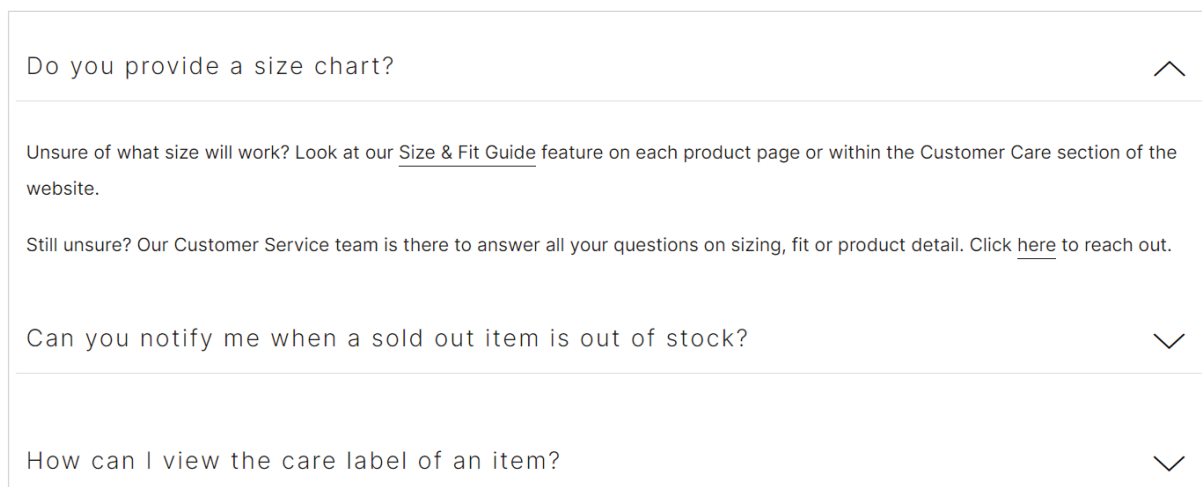 Do you provide a size chart?
Unsure of what size will work? Look at our Size & Fit Guide feature on each product page or within the Customer Care section of the
website.
Still unsure? Our Customer Service team is there to answer all your questions on sizing, fit or product detail. Click here to reach out.
Can you notify me when a sold out item is out of stock?
How can I view the care label of an item?